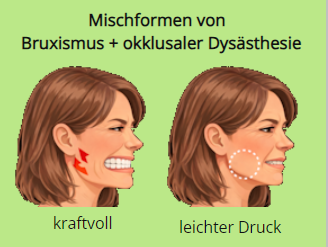 Mischformen von
Bruxismus + okklusaler Dysästhesie
kraftvoll
leichter Druck